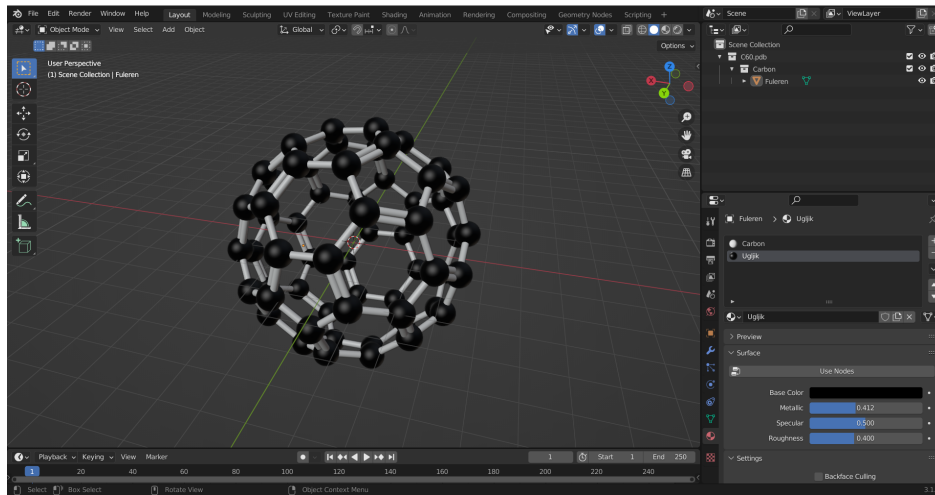 File Edit Render Window Help Layout Modeling Sculpting UV Editing Texture Paint Shading Animation Rendering Compositing Geometry Nodes Scripting + Scene ViewLayer
Object Mode View Select Add Object Global
Options
User Perspective
(1) Scene Collection | Fuleren
Z
X
Y
Scene Collection
C60.pdb
Carbon
Fuleren
Fuleren > Ugljik
Carbon
Ugljik
Ugljik
Preview
Surface
Use Nodes
Base Color
Metallic 0.412
Specular 0.500
Roughness 0.400
Settings
Backface Culling
Playback Keying View Marker 1 Start 1 End 250
1 20 40 60 80 100 120 140 160 180 200 220 240
Select Box Select Rotate View Object Context Menu